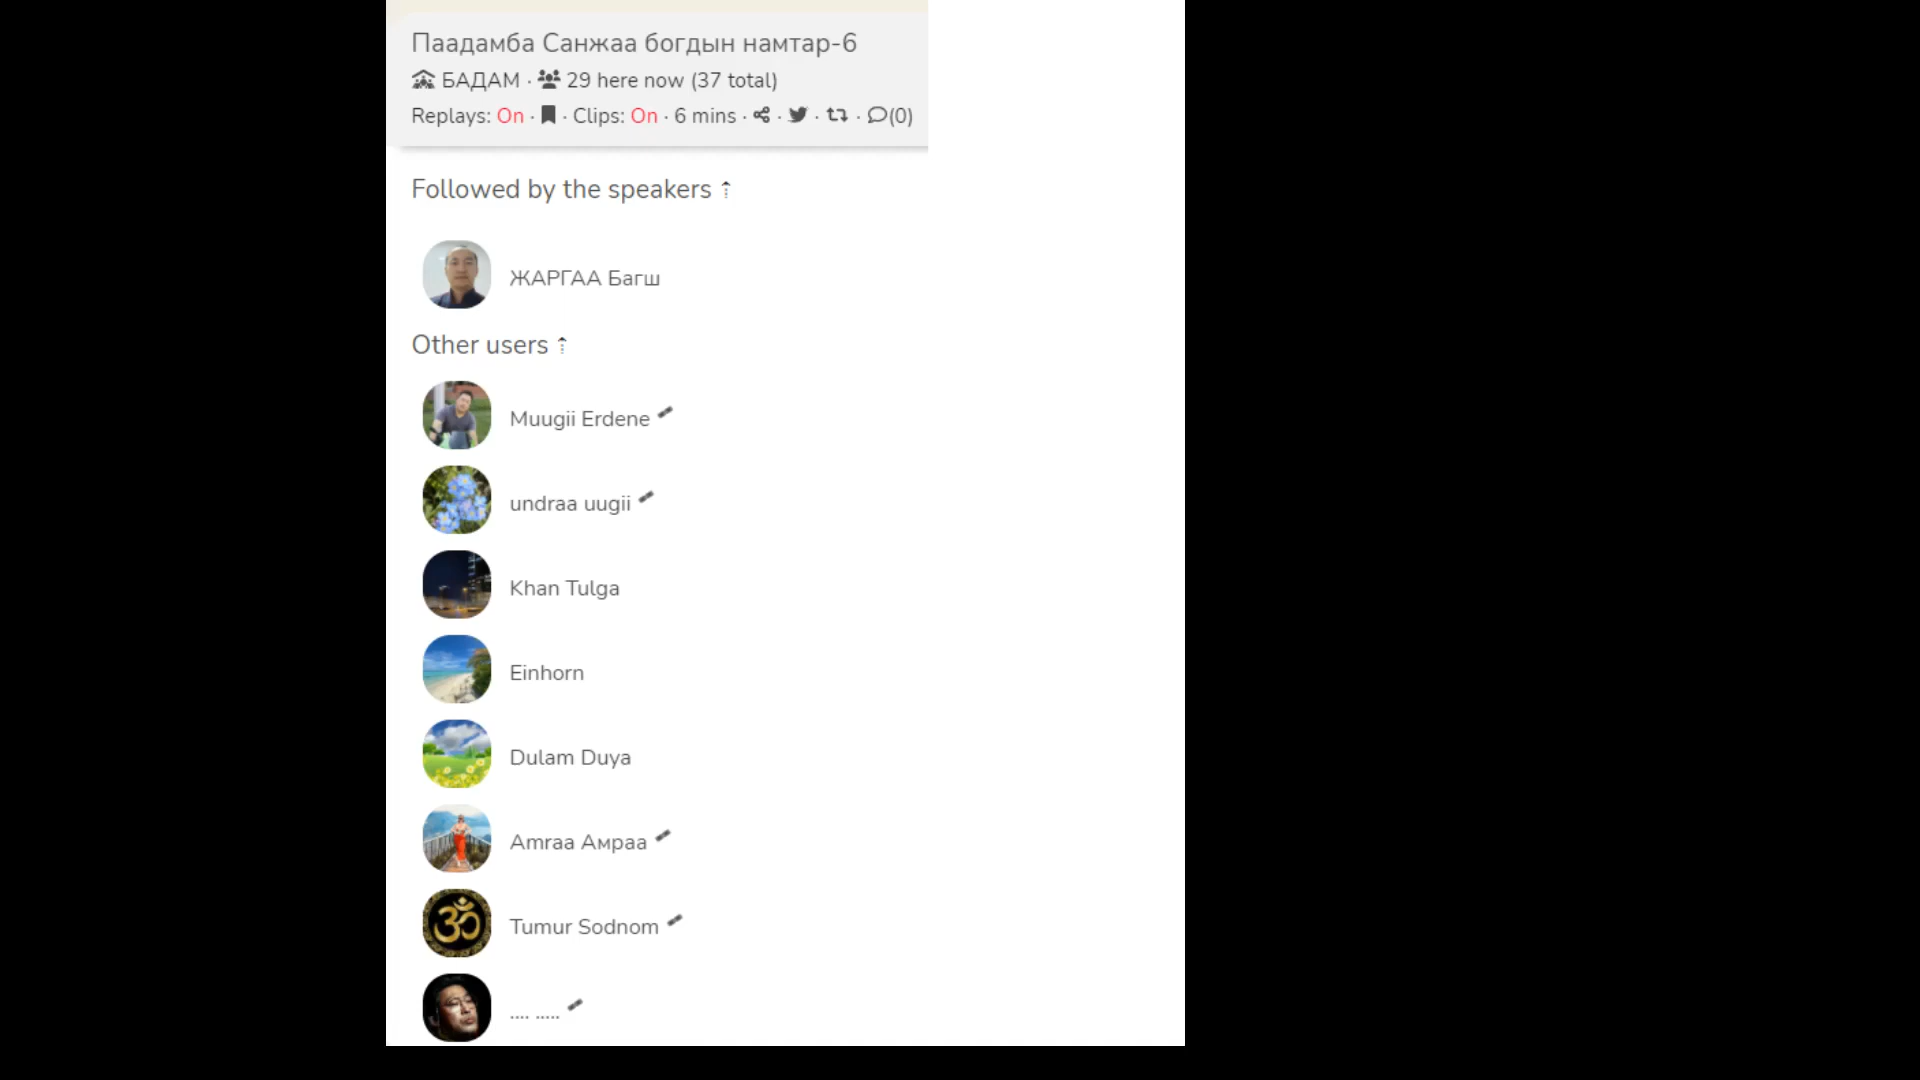 Паадамба Санжаа богдын намтар-6
БАДАМ · 29 here now (37 total)
Replays: On · · Clips: On · 6 mins · · · · (0)
Followed by the speakers
ЖАРГАА Багш
Other users
Muugii Erdene
undraa uugii
Khan Tulga
Einhorn
Dulam Duya
Amraa Амраа
Tumur Sodnom
.... .....